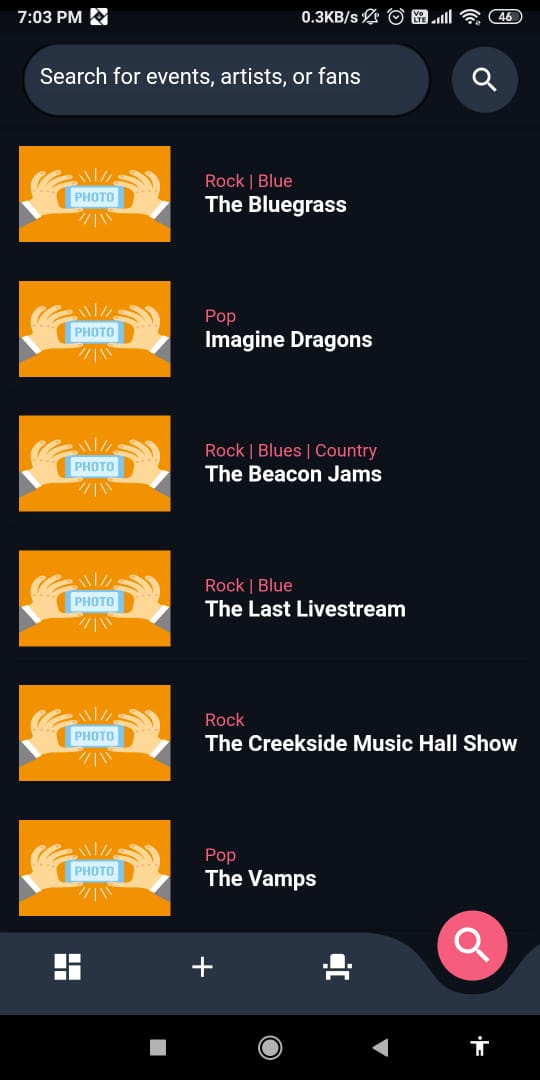 7:03 PM 0.3KB/s Vo LTE 46
Search for events, artists, or fans
PHOTO
Rock | Blue
The Bluegrass
PHOTO
Pop
Imagine Dragons
PHOTO
Rock | Blues | Country
The Beacon Jams
PHOTO
Rock | Blue
The Last Livestream
PHOTO
Rock
The Creekside Music Hall Show
PHOTO
Pop
The Vamps